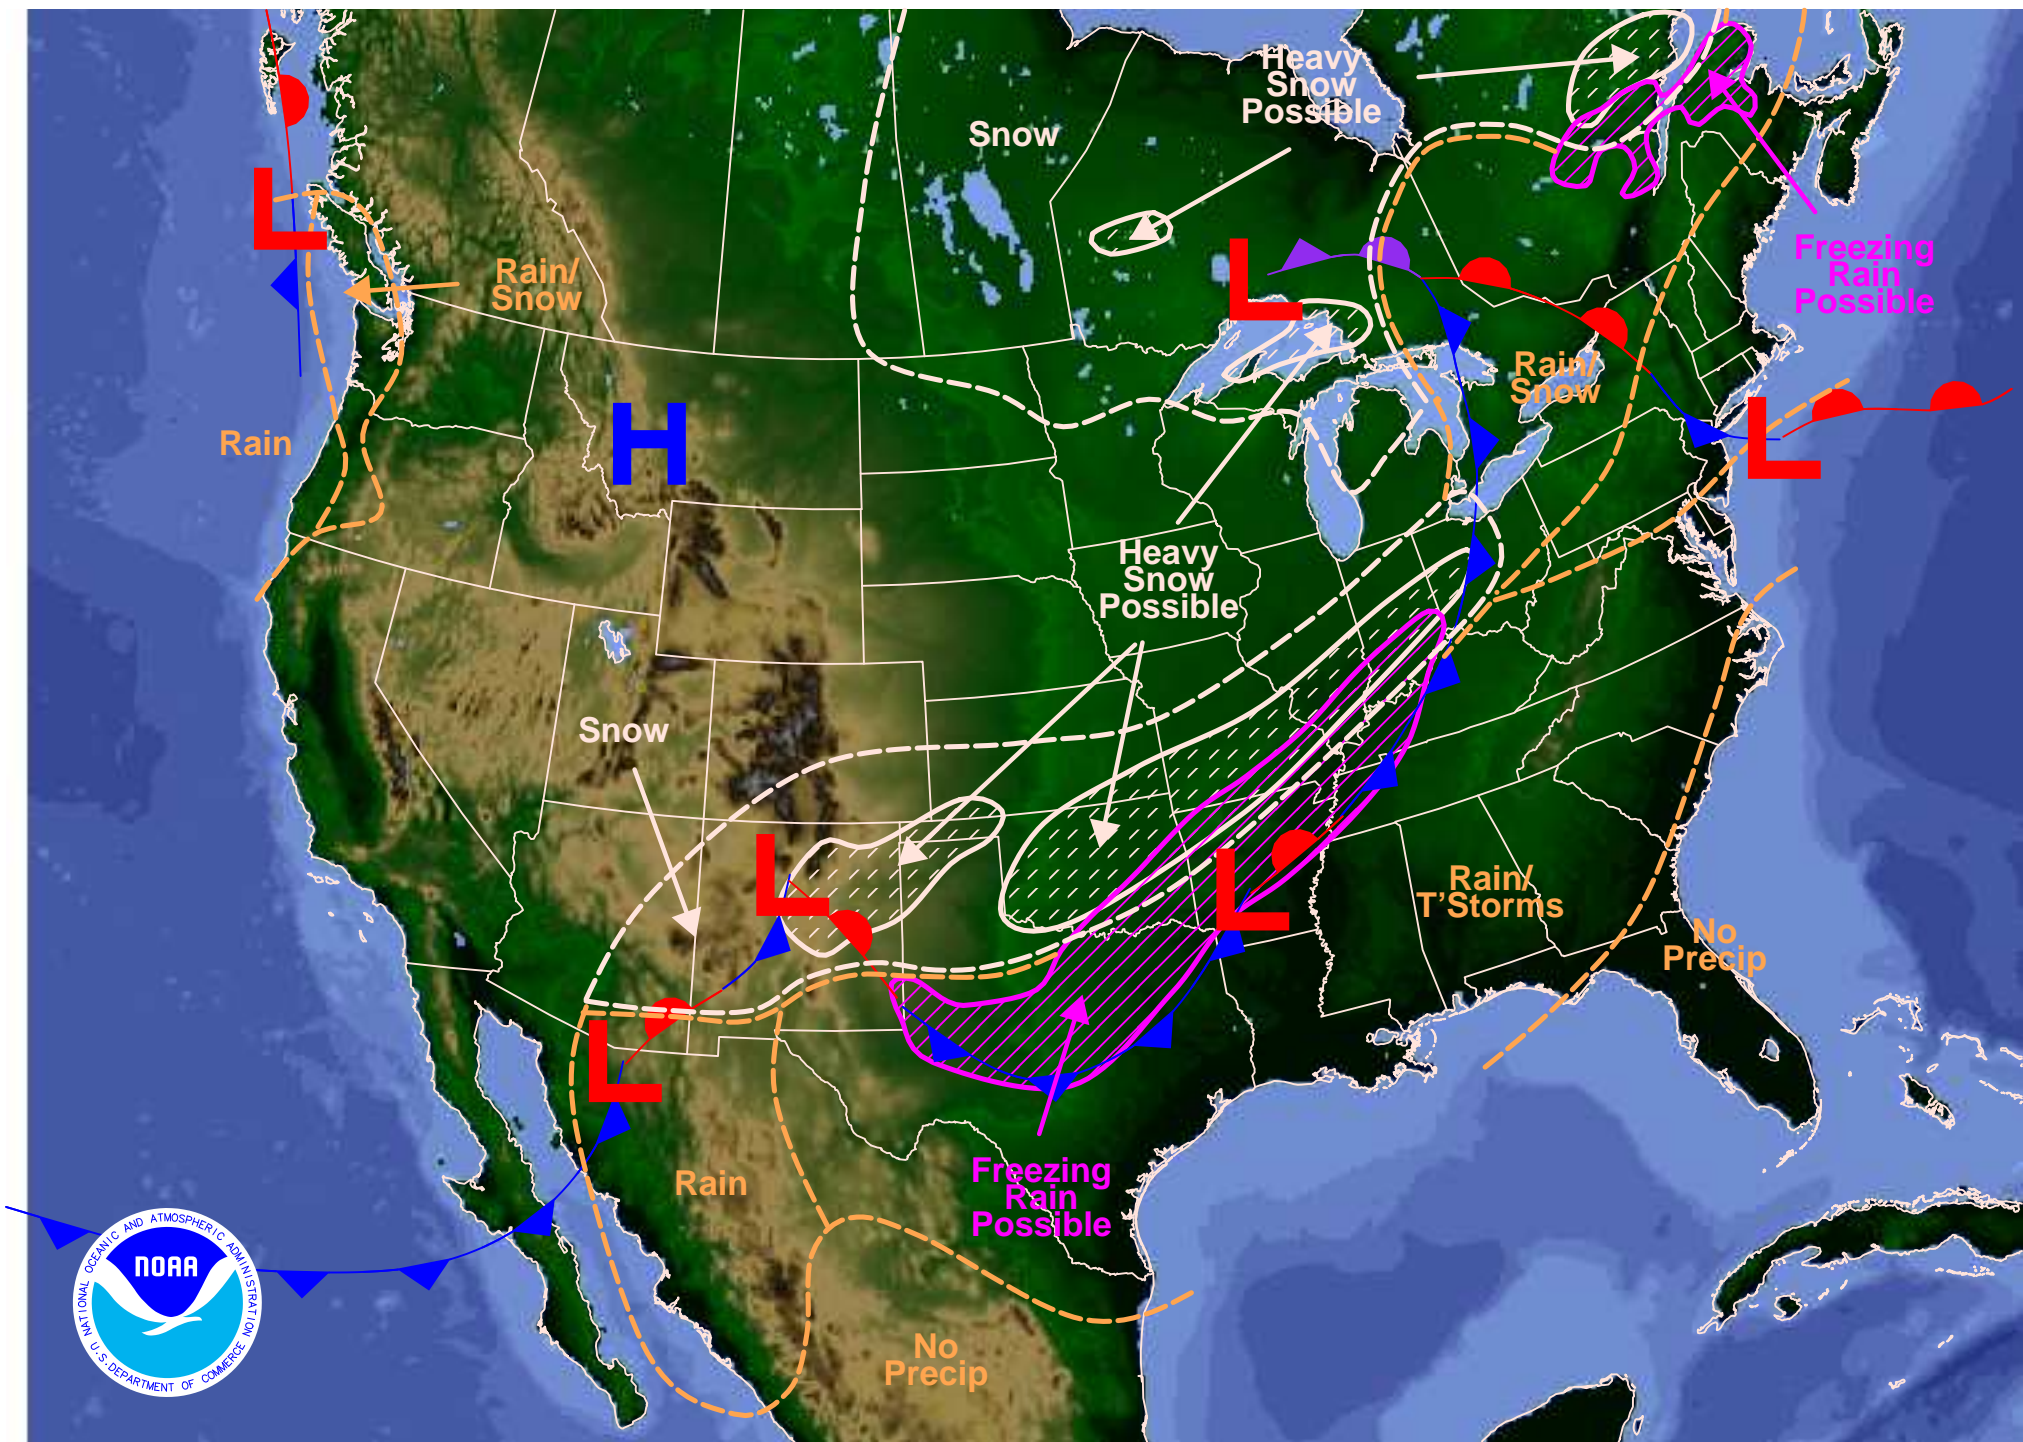 Heavy
Snow
Possible
Snow
L
Rain/
Snow
Freezing
Rain
Possible
L
Rain/
Snow
H
Rain
L
Heavy
Snow
Possible
Snow
L
L
Rain/
T'Storms
No
Precip
L
Freezing
Rain
Possible
Rain
No
Precip
NATIONAL OCEANIC AND ATMOSPHERIC ADMINISTRATION
NOAA
U.S. DEPARTMENT OF COMMERCE